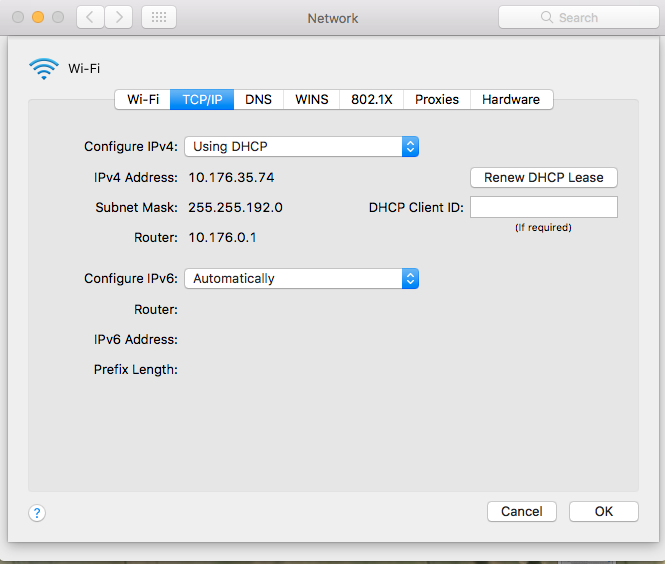 Network
Search
Wi-Fi
Wi-Fi TCP/IP DNS WINS 802.1X Proxies Hardware
Configure IPv4: Using DHCP
IPv4 Address: 10.176.35.74 Renew DHCP Lease
Subnet Mask: 255.255.192.0 DHCP Client ID:
(If required)
Router: 10.176.0.1
Configure IPv6: Automatically
Router:
IPv6 Address:
Prefix Length:
? Cancel OK